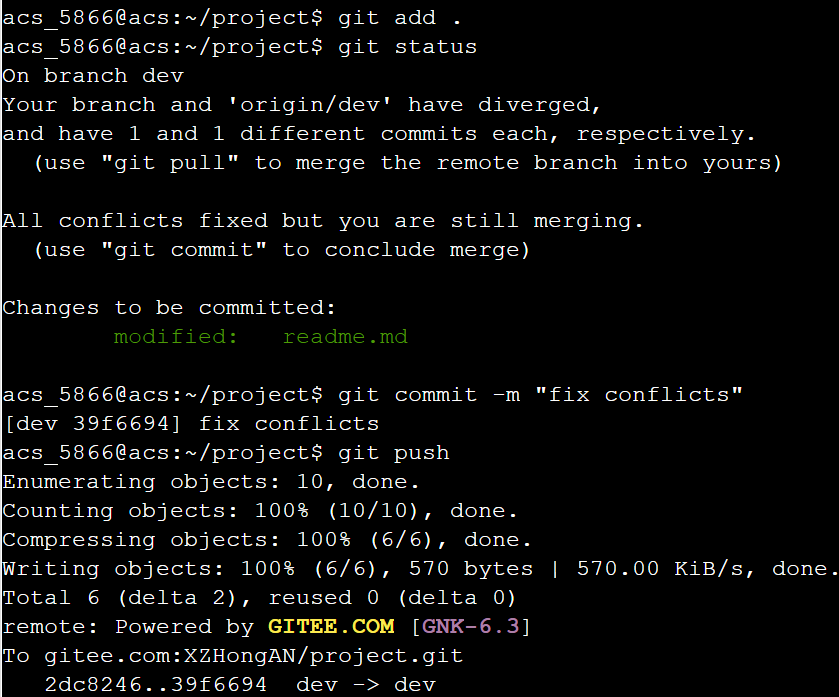 acs_5866@acs:~/project$ git add .
acs_5866@acs:~/project$ git status
On branch dev
Your branch and 'origin/dev' have diverged,
and have 1 and 1 different commits each, respectively.
  (use "git pull" to merge the remote branch into yours)

All conflicts fixed but you are still merging.
  (use "git commit" to conclude merge)

Changes to be committed:
        modified:   readme.md

acs_5866@acs:~/project$ git commit -m "fix conflicts"
[dev 39f6694] fix conflicts
acs_5866@acs:~/project$ git push
Enumerating objects: 10, done.
Counting objects: 100% (10/10), done.
Compressing objects: 100% (6/6), done.
Writing objects: 100% (6/6), 570 bytes | 570.00 KiB/s, done.
Total 6 (delta 2), reused 0 (delta 0)
remote: Powered by GITEE.COM [GNK-6.3]
To gitee.com:XZHongAN/project.git
   2dc8246..39f6694  dev -> dev